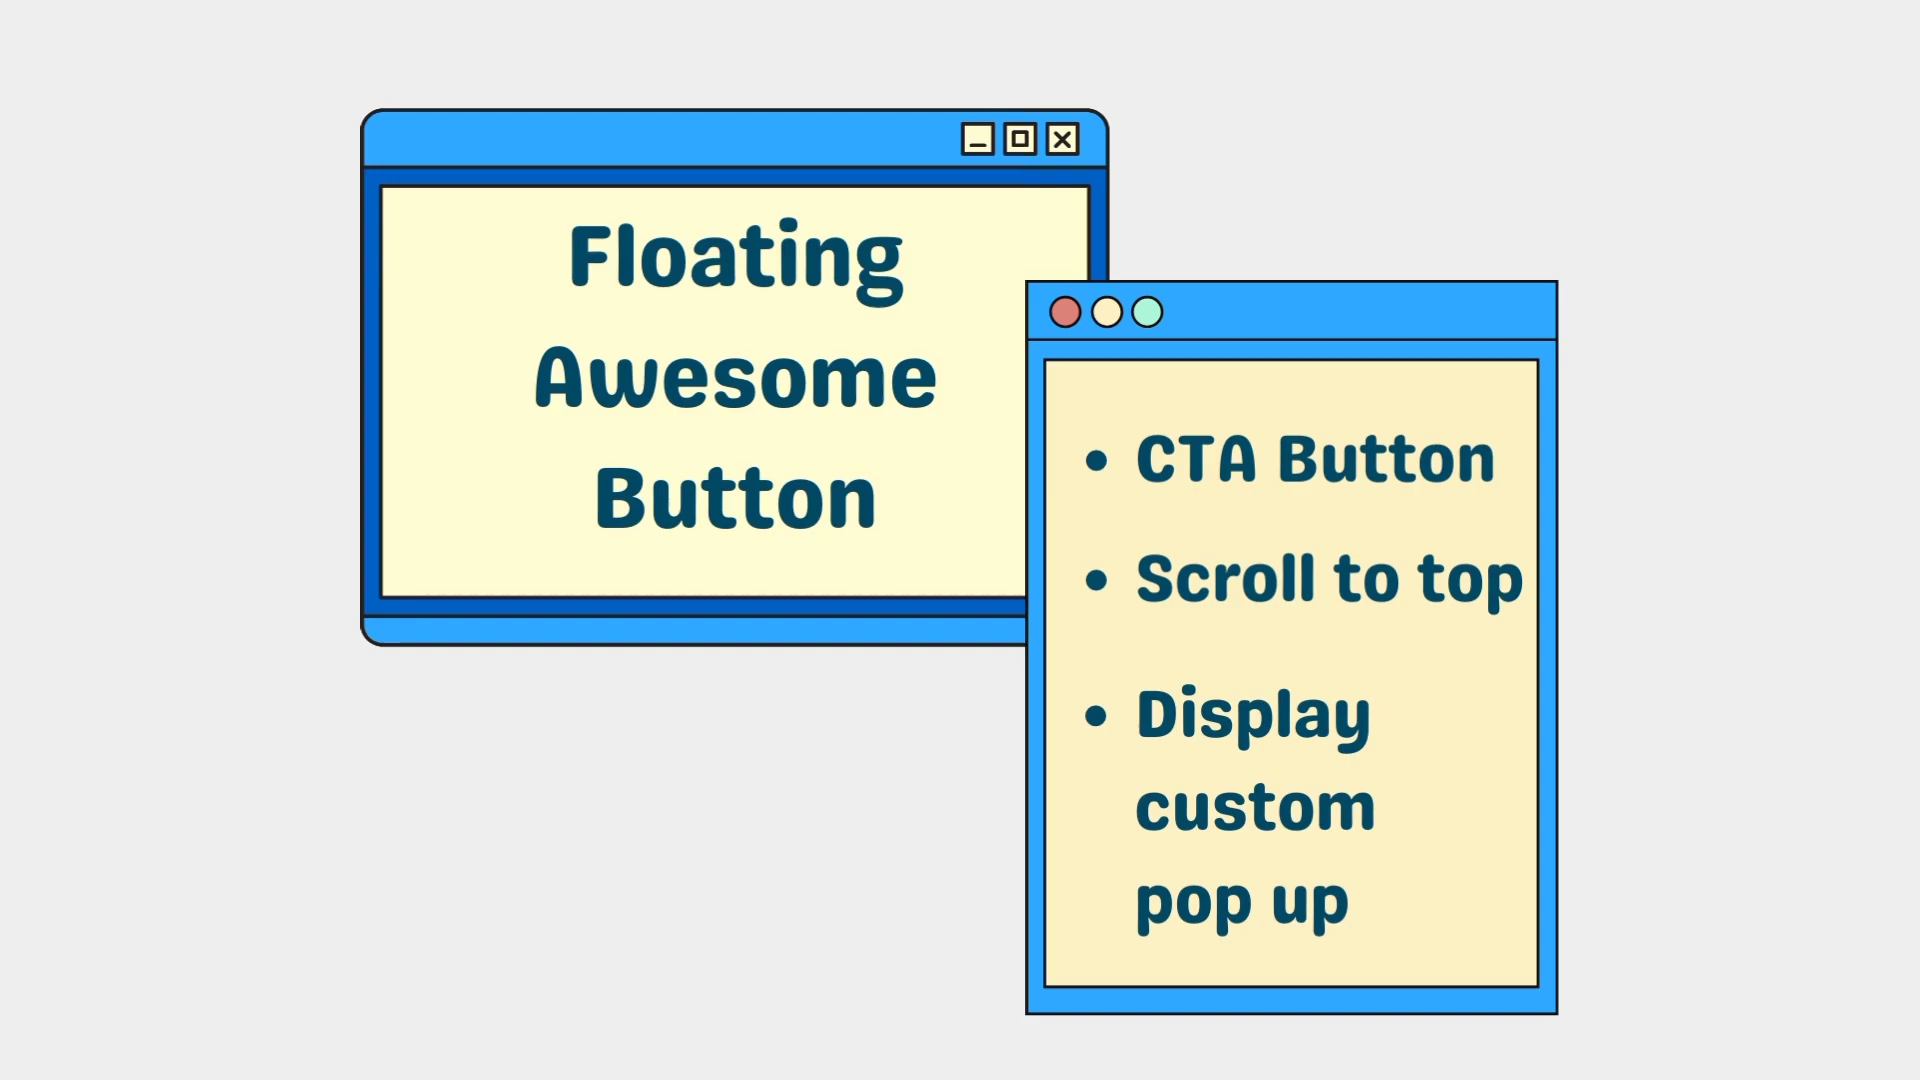 Floating
Awesome
Button
• CTA Button
• Scroll to top
• Display
custom
pop up